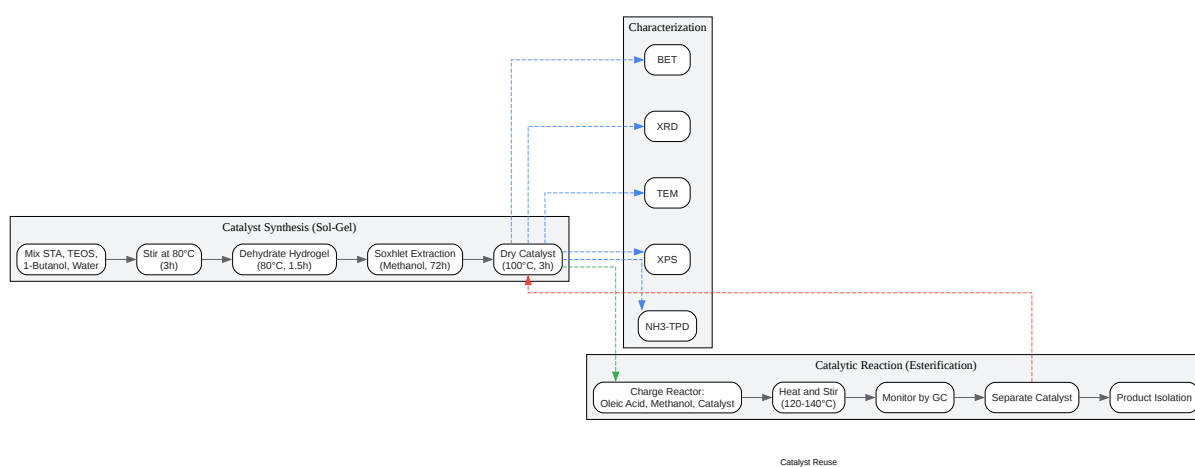 Characterization
BET
XRD
TEM
XPS
NH3-TPD
Catalyst Synthesis (Sol-Gel)
Mix STA, TEOS,
1-Butanol, Water
Stir at 80°C
(3h)
Dehydrate Hydrogel
(80°C, 1.5h)
Soxhlet Extraction
(Methanol, 72h)
Dry Catalyst
(100°C, 3h)
Catalytic Reaction (Esterification)
Charge Reactor:
Oleic Acid, Methanol, Catalyst
Heat and Stir
(120-140°C)
Monitor by GC
Separate Catalyst
Product Isolation
Catalyst Reuse